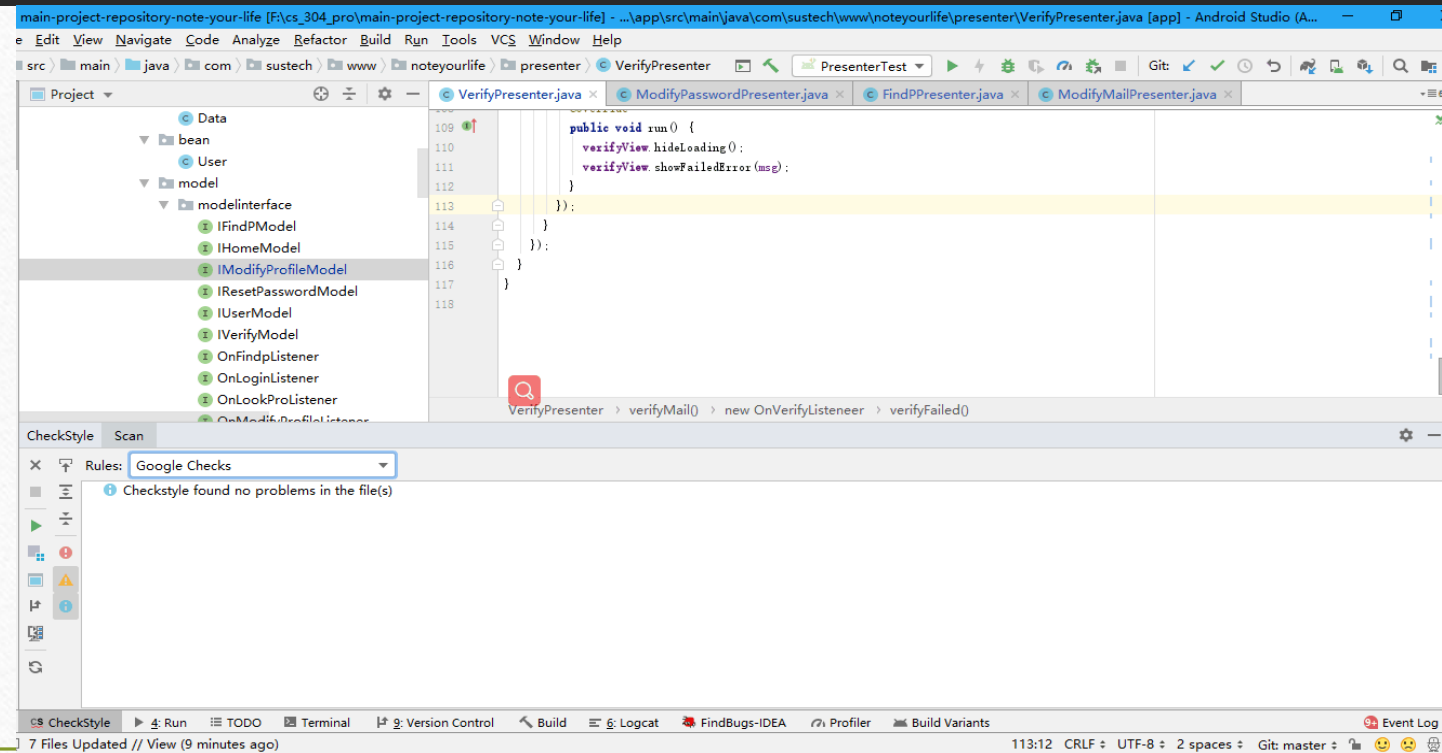 main-project-repository-note-your-life [F:\cs_304_pro\main-project-repository-note-your-life] - ...\app\src\main\java\com\sustech\www\noteyourlife\presenter\VerifyPresenter.java [app] - Android Studio (A...
e Edit View Navigate Code Analyze Refactor Build Run Tools VCS Window Help
src main java com sustech www noteyourlife presenter VerifyPresenter PresenterTest Git:
Project VerifyPresenter.java ModifyPasswordPresenter.java FindPPresenter.java ModifyMailPresenter.java
Data
bean
User
model
modelinterface
IFindPModel
IHomeModel
IModifyProfileModel
IResetPasswordModel
IUserModel
IVerifyModel
OnFindpListener
OnLoginListener
OnLookProListener
OnModifyProfileListener
109 public void run() {
110 verifyView.hideLoading();
111 verifyView.showFailedError(msg);
112 }
113 });
114 }
115 });
116 }
117 }
118
VerifyPresenter › verifyMail() › new OnVerifyListeneer › verifyFailed()
CheckStyle Scan
Rules: Google Checks
Checkstyle found no problems in the file(s)
CS CheckStyle 4: Run TODO Terminal 9: Version Control Build 6: Logcat FindBugs-IDEA Profiler Build Variants 9+ Event Log
7 Files Updated // View (9 minutes ago) 113:12 CRLF UTF-8 2 spaces Git: master